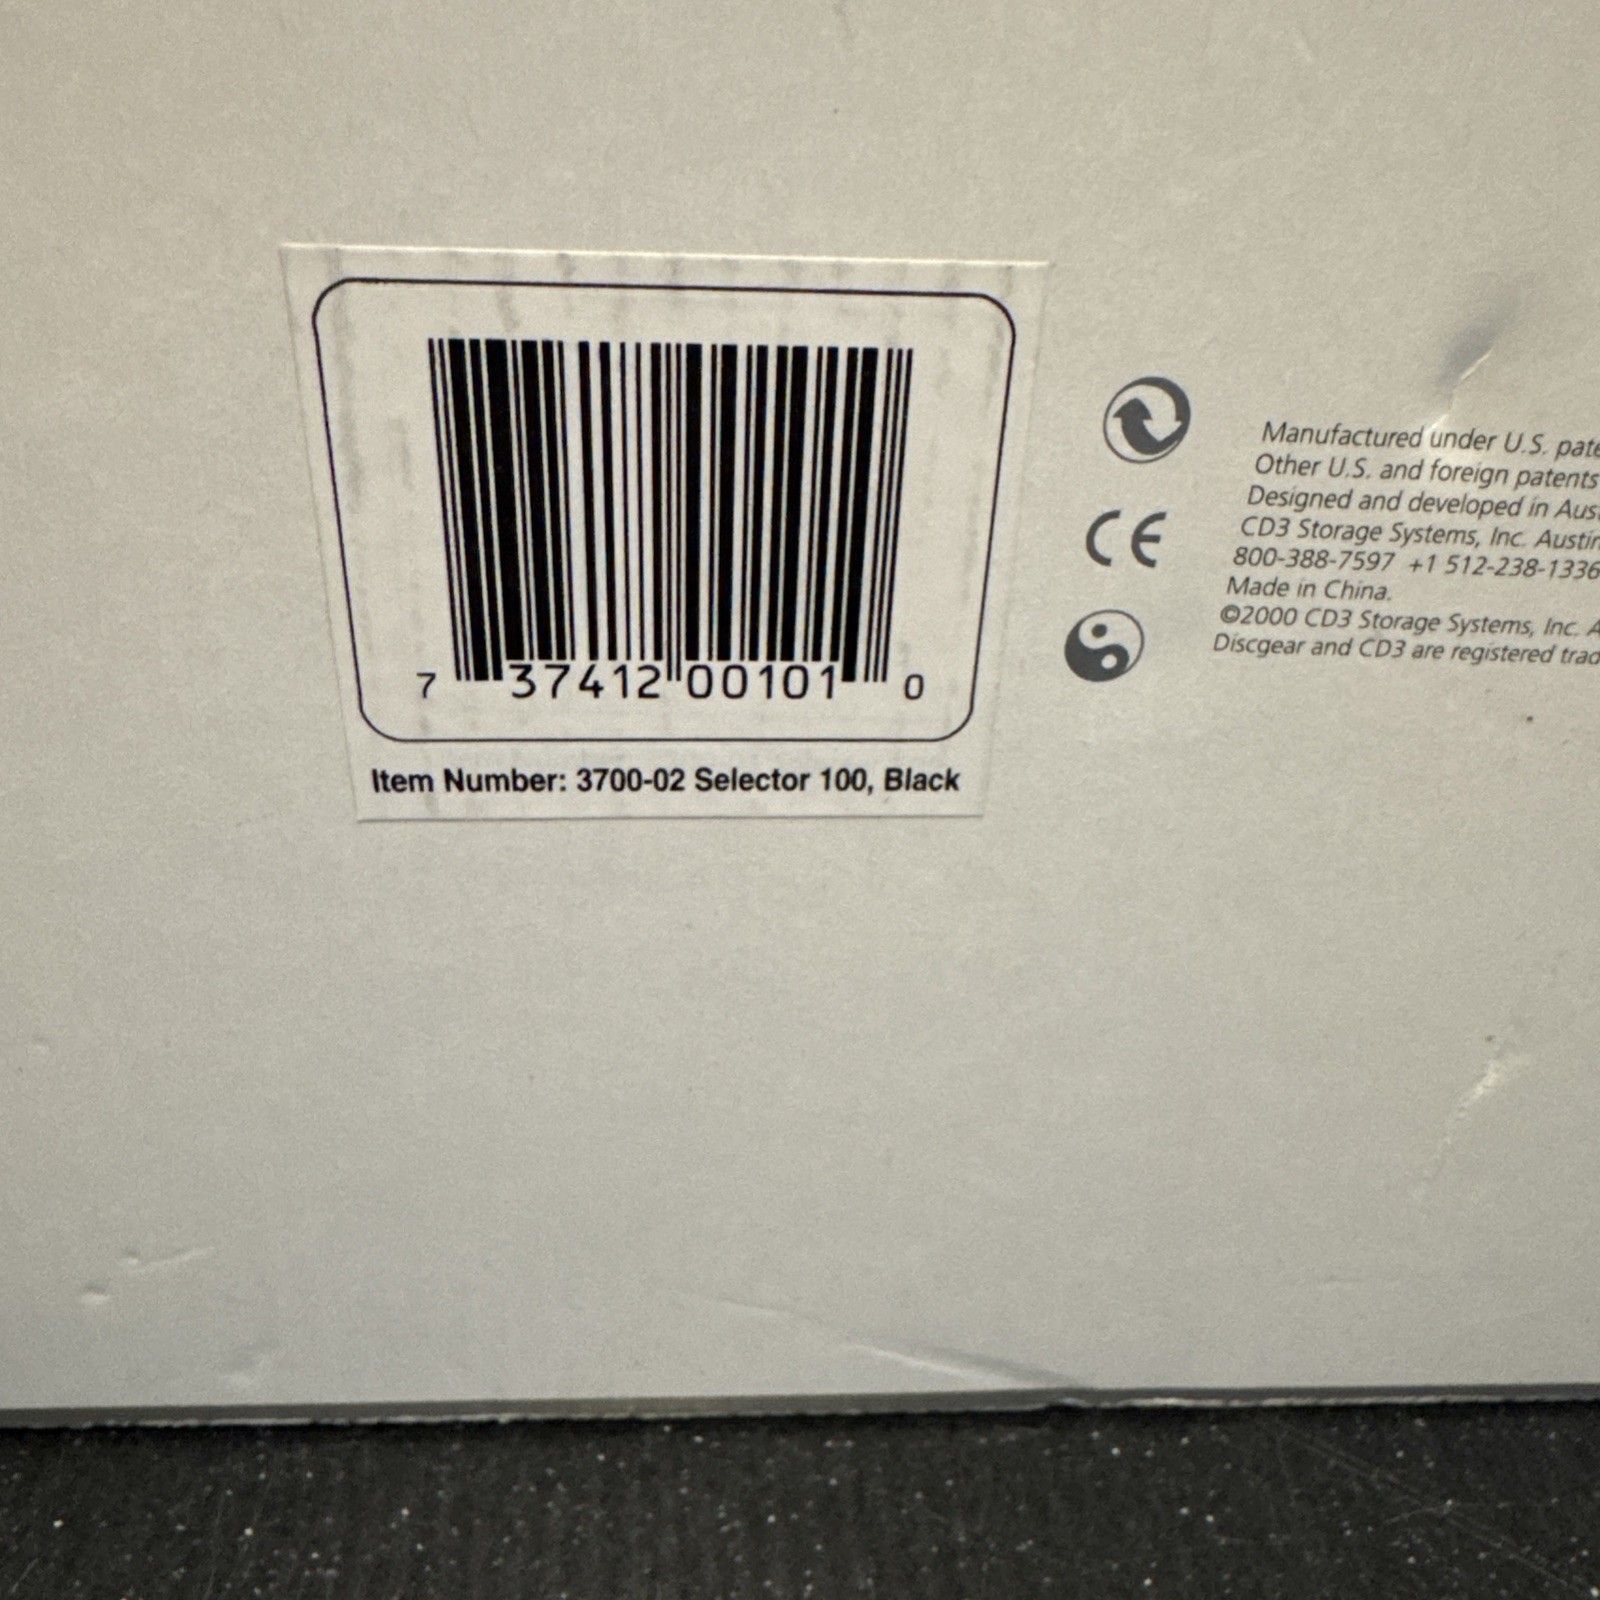 7 37412 00101 0
Item Number: 3700-02 Selector 100, Black
CE
Manufactured under U.S.
Other U.S. and foreign patents
Designed and developed in
CD3 Storage Systems, Inc. Austin
800-388-7597 +1 512-238-1336
Made in China.
©2000 CD3 Storage Systems, Inc.
Discgear and CD3 are registered